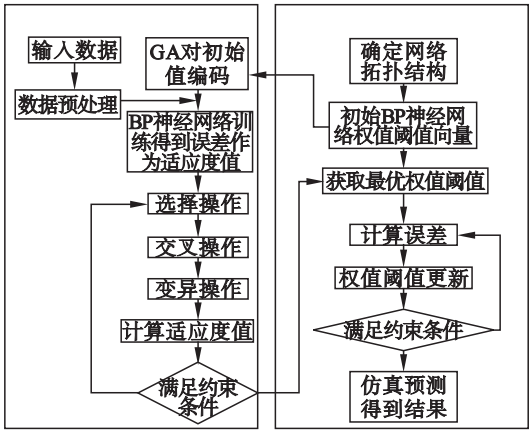 输入数据
数据预处理
GA对初始
值编码
BP神经网络训
练得到误差作
为适应度值
选择操作
交叉操作
变异操作
计算适应度值
满足约束
条件
确定网络
拓扑结构
初始BP神经网
络权值阈值向量
获取最优权值阈值
计算误差
权值阈值更新
满足约束条件
仿真预测
得到结果